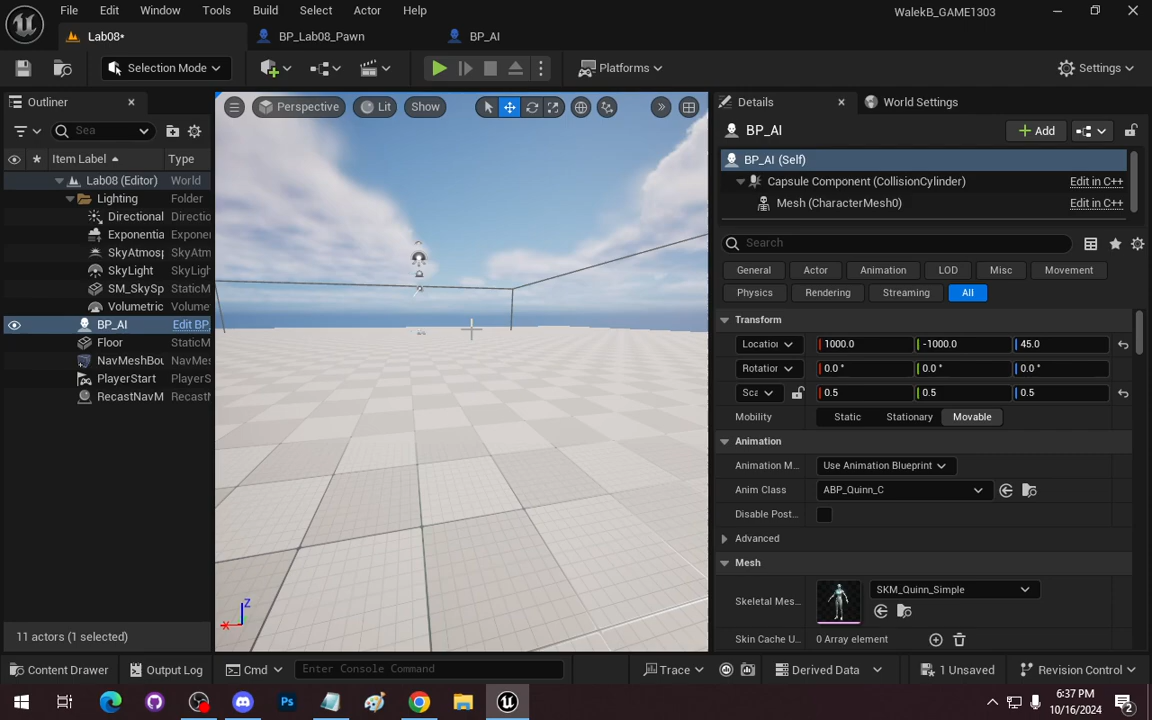 File Edit Window Tools Build Select Actor Help
WalekB_GAME1303
Lab08* BP_Lab08_Pawn BP_AI
Selection Mode Platforms Settings
Outliner
Sea
Item Label Type
Lab08 (Editor) World
Lighting Folder
Directional Directio
Exponentia Exponer
SkyAtmosp SkyAtm
SkyLight SkyLigh
SM_SkySp StaticM
Volumetric Volume
BP_AI Edit BP_
Floor StaticM
NavMeshBou NavMes
PlayerStart PlayerS
RecastNavM RecastN
11 actors (1 selected)
Perspective Lit Show
Z
X
Details World Settings
BP_AI Add
BP_AI (Self)
Capsule Component (CollisionCylinder) Edit in C++
Mesh (CharacterMesh0) Edit in C++
Search
General Actor Animation LOD Misc Movement
Physics Rendering Streaming All
Transform
Locatior 1000.0 -1000.0 45.0
Rotation 0.0 ° 0.0 ° 0.0 °
Sca 0.5 0.5 0.5
Mobility Static Stationary Movable
Animation
Animation M... Use Animation Blueprint
Anim Class ABP_Quinn_C
Disable Post...
Advanced
Mesh
Skeletal Mes... SKM_Quinn_Simple
Skin Cache U... 0 Array element
Content Drawer Output Log Cmd Enter Console Command Trace Derived Data 1 Unsaved Revision Control
6:37 PM
10/16/2024
2